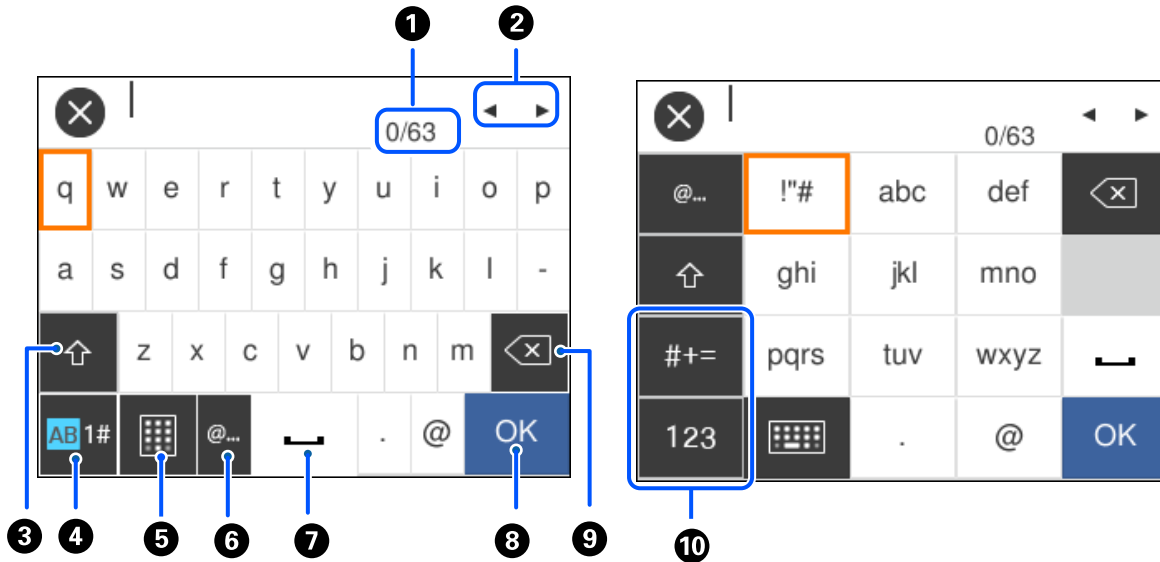 1 2
0/63
q w e r t y u i o p
a s d f g h j k l -
z x c v b n m
AB 1# @... . @ OK
3 4 5 6 7 8 9
0/63
@... !"# abc def
ghi jkl mno
#+= pqrs tuv wxyz
123 . @ OK
10